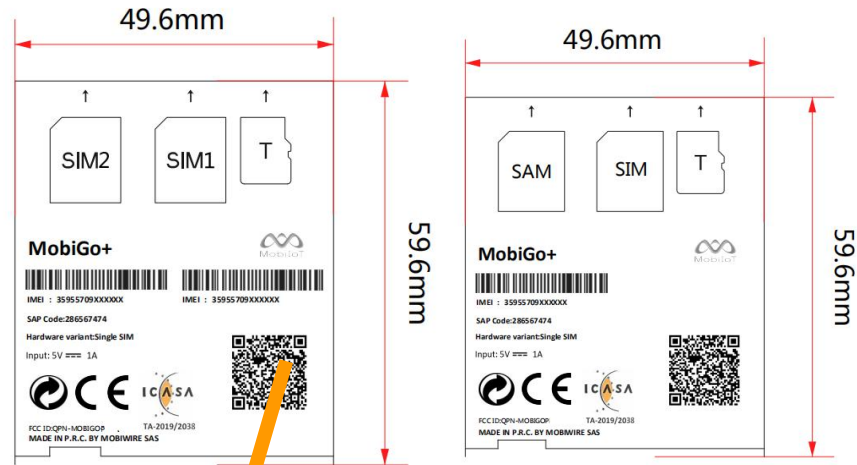 49.6mm
↑ ↑ ↑
SIM2 SIM1 T
59.6mm
MobiGo+
MobiIoT
IMEI : 35955709XXXXXX IMEI : 35955709XXXXXX
SAP Code:286567474
Hardware variant:Single SIM
Input: 5V 1A
CE ICASA
TA-2019/2038
FCC ID:QPN-MOBIGOP
MADE IN P.R.C. BY MOBIWIRE SAS
49.6mm
↑ ↑ ↑
SAM SIM T
59.6mm
MobiGo+
MobiIoT
IMEI : 35955709XXXXXX
SAP Code:286567474
Hardware variant:Single SIM
Input: 5V 1A
CE ICASA
TA-2019/2038
FCC ID:QPN-MOBIGOP
MADE IN P.R.C. BY MOBIWIRE SAS